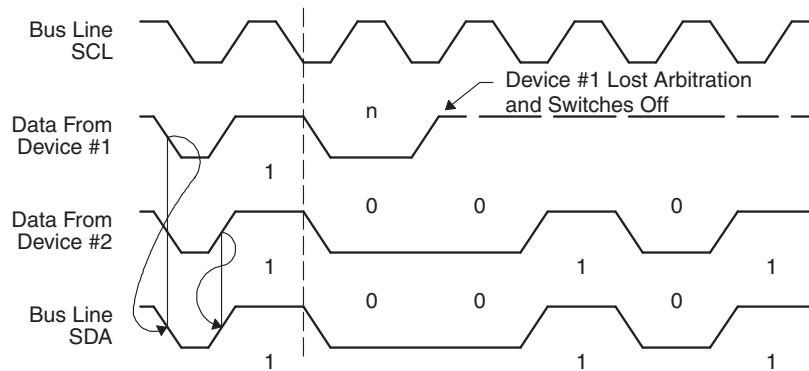 Bus Line
SCL
Device #1 Lost Arbitration
and Switches Off
n
Data From
Device #1
1
0 0 0
Data From
Device #2
1 1 1
0 0 0
Bus Line
SDA
1 1 1